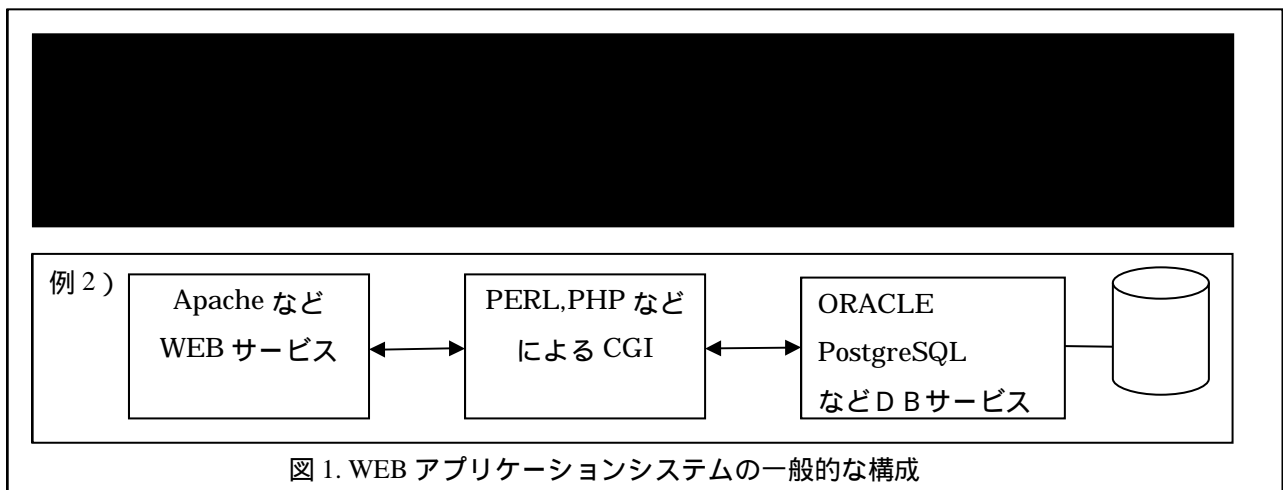 例2)
Apache など
WEB サービス
PERL,PHP など
による CGI
ORACLE
PostgreSQL
などDBサービス
図 1. WEB アプリケーションシステムの一般的な構成